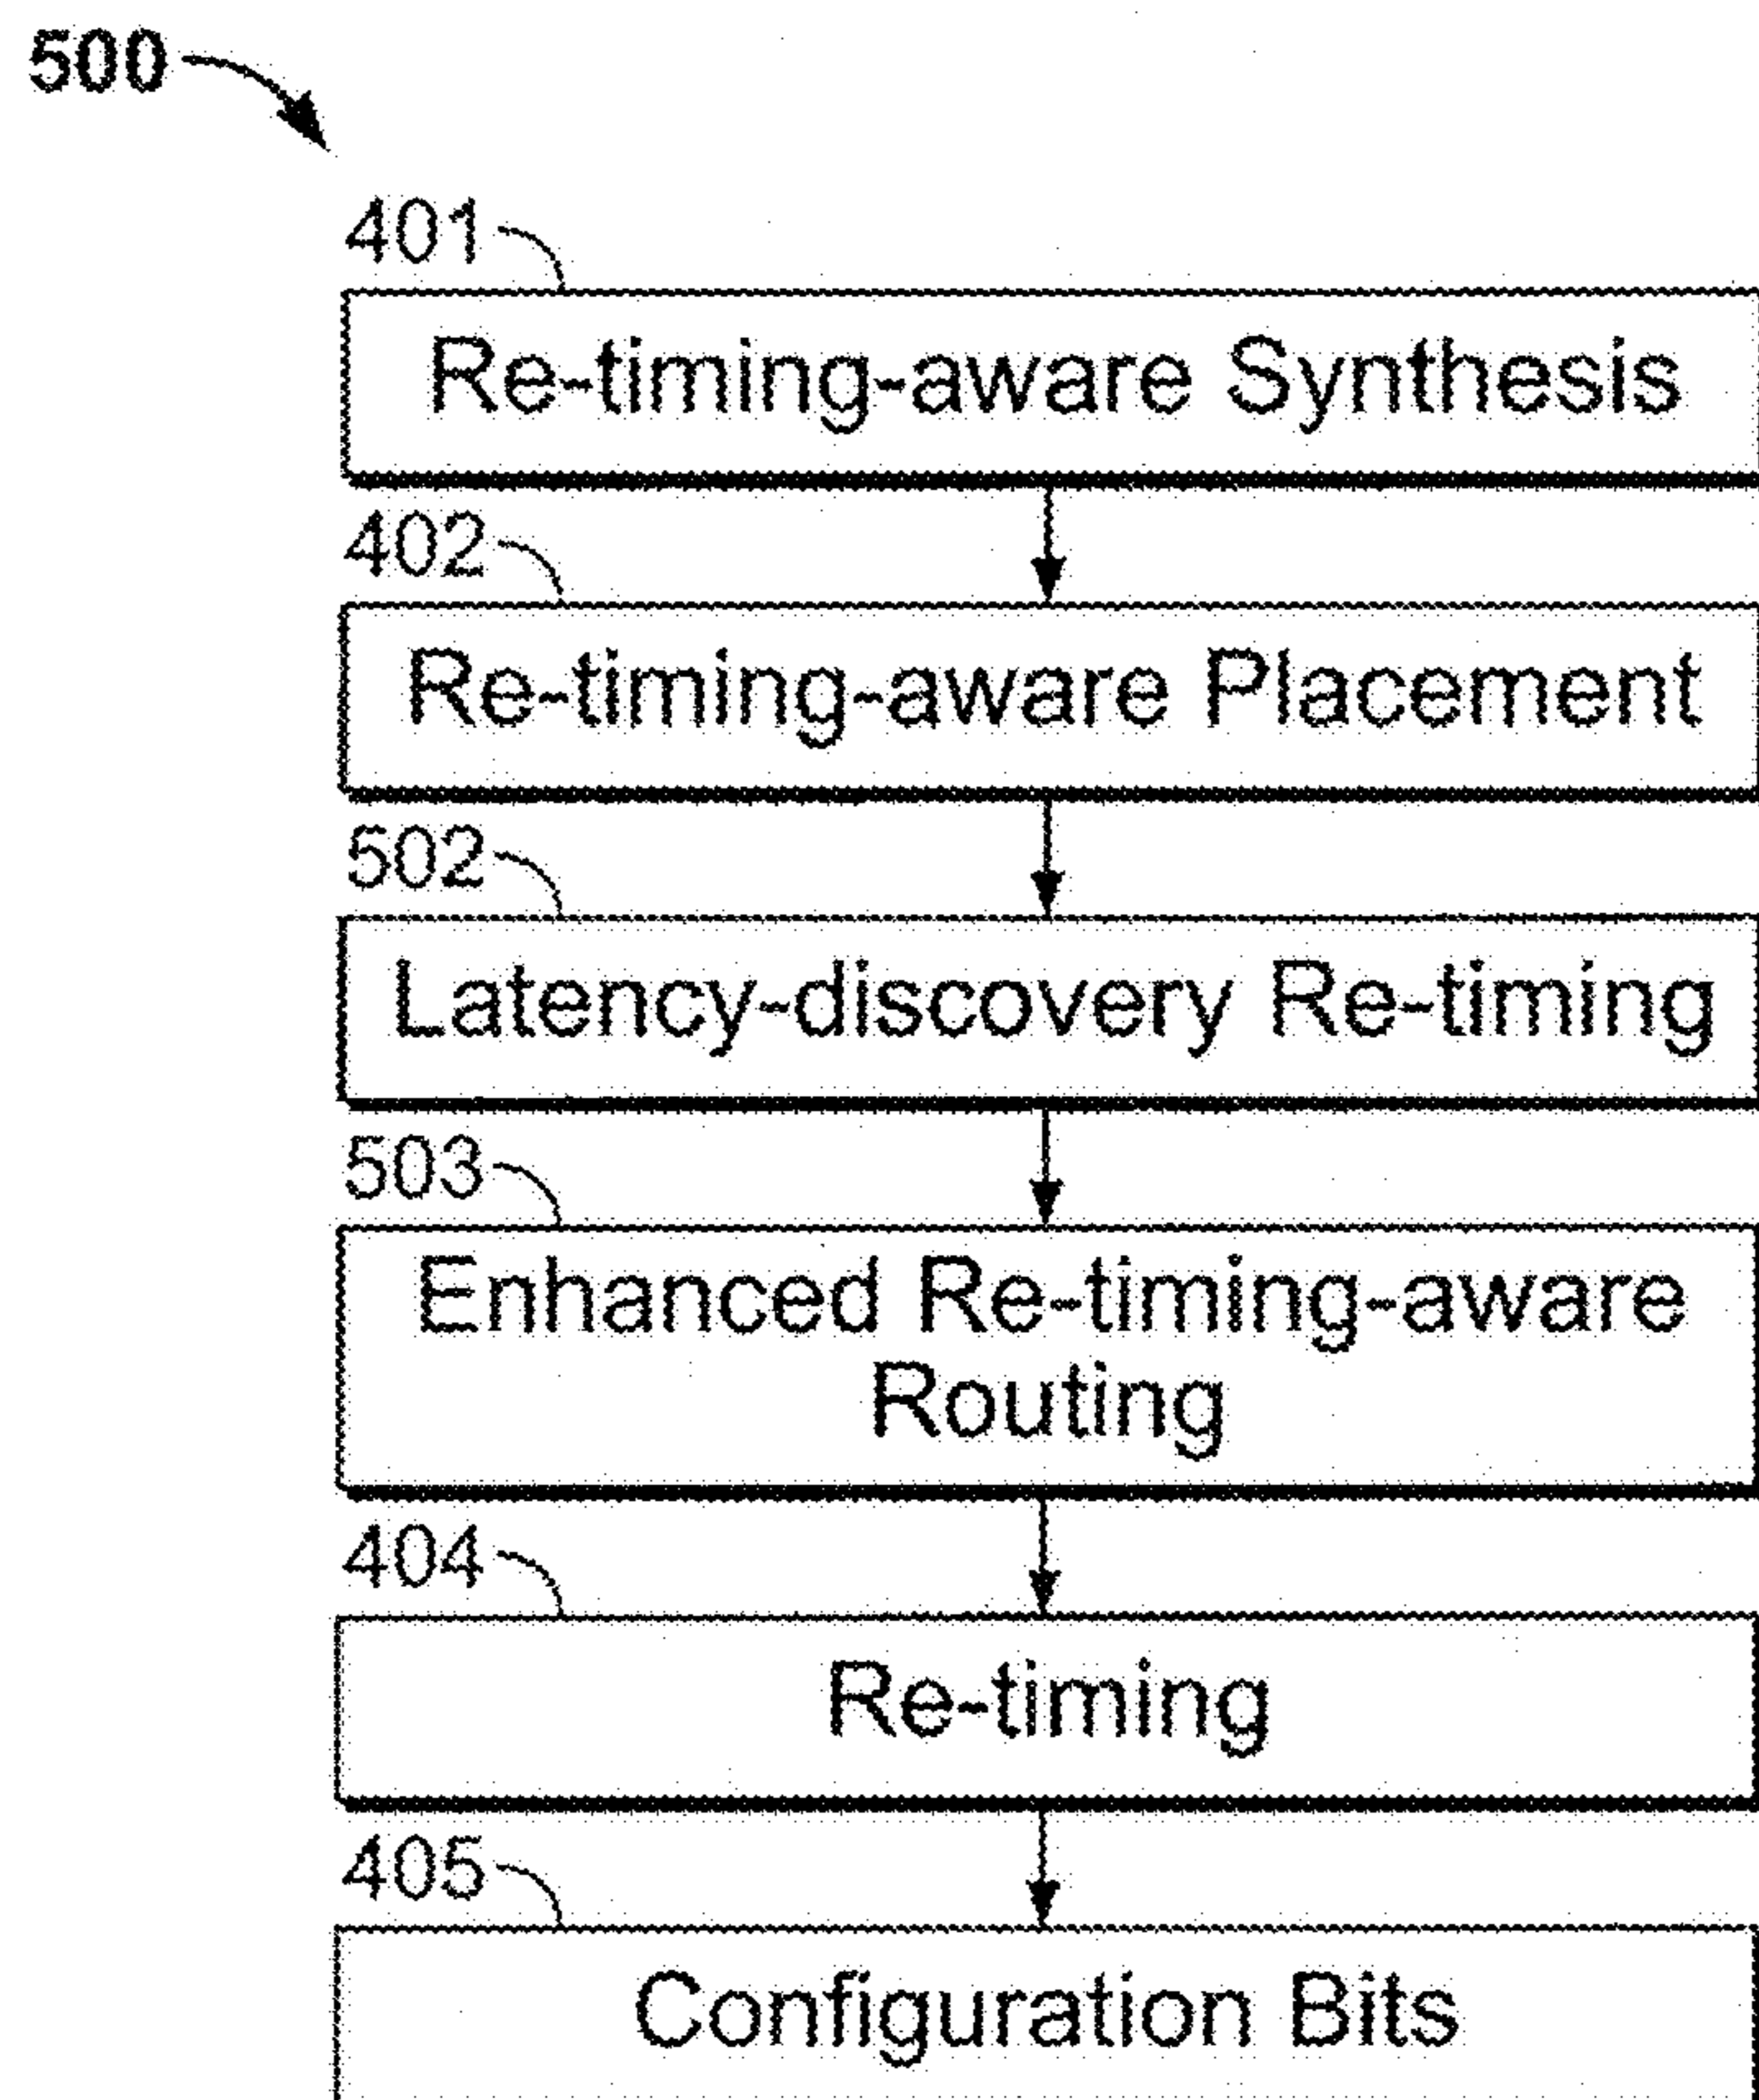 500
401
Re-timing-aware Synthesis
402
Re-timing-aware Placement
502
Latency-discovery Re-timing
503
Enhanced Re-timing-aware
Routing
404
Re-timing
405
Configuration Bits